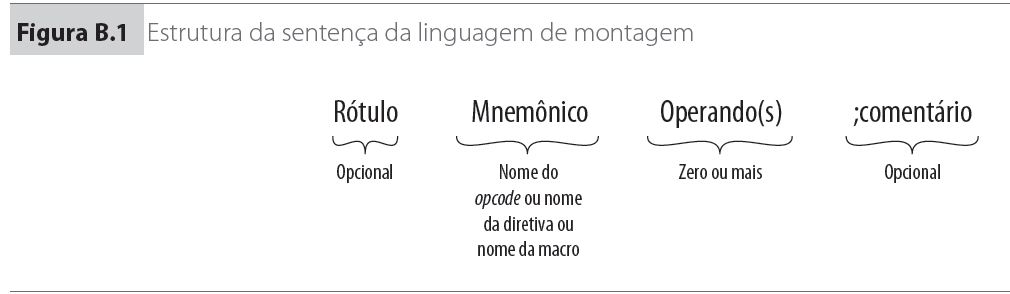 Figura B.1 Estrutura da sentença da linguagem de montagem
Rótulo Mnemônico Operando(s) ;comentário
Opcional Nome do Zero ou mais Opcional
opcode ou nome
da diretiva ou
nome da macro